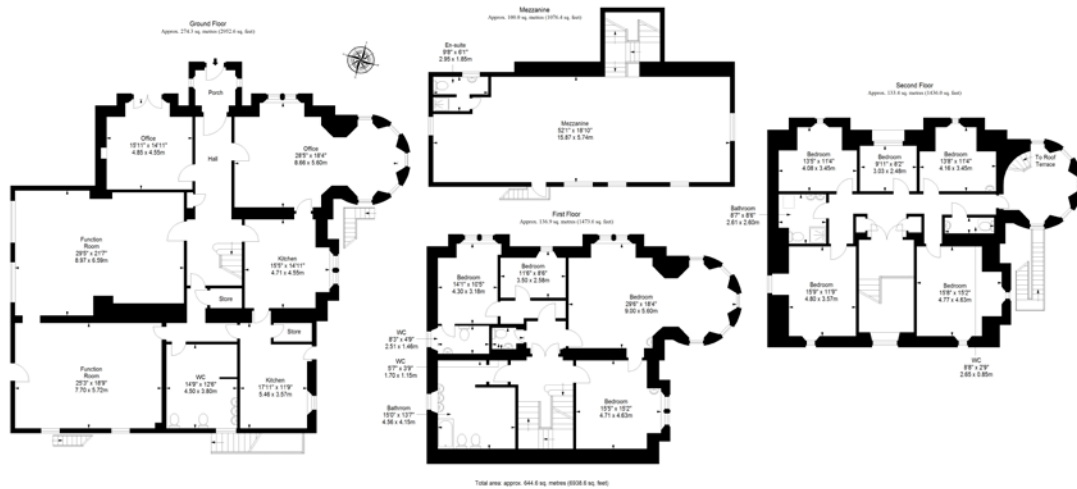 Ground Floor
Approx. 274.3 sq. metres (2952.6 sq. feet)
Porch
Office
15'11" x 14'11"
4.85 x 4.55m
Hall
Office
28'5" x 18'4"
8.66 x 5.60m
Function
Room
29'5" x 21'7"
8.97 x 6.59m
Kitchen
15'5" x 14'11"
4.71 x 4.55m
Store
Store
Function
Room
25'3" x 18'9"
7.70 x 5.72m
WC
14'9" x 12'6"
4.50 x 3.80m
Kitchen
17'11" x 11'9"
5.46 x 3.57m
Mezzanine
Approx. 100.0 sq. metres (1076.4 sq. feet)
En-suite
9'8" x 6'1"
2.95 x 1.85m
Mezzanine
52'1" x 18'10"
15.87 x 5.74m
First Floor
Approx. 136.9 sq. metres (1473.6 sq. feet)
Bedroom
14'1" x 10'5"
4.30 x 3.18m
Bedroom
11'6" x 8'6"
3.50 x 2.58m
Bedroom
29'6" x 18'4"
9.00 x 5.60m
WC
8'3" x 4'9"
2.51 x 1.46m
WC
5'7" x 3'9"
1.70 x 1.15m
Bathroom
15'0" x 13'7"
4.56 x 4.15m
Bedroom
15'5" x 15'2"
4.71 x 4.63m
Second Floor
Approx. 133.4 sq. metres (1436.0 sq. feet)
Bedroom
13'5" x 11'4"
4.08 x 3.45m
Bedroom
9'11" x 8'2"
3.03 x 2.48m
Bedroom
13'8" x 11'4"
4.16 x 3.45m
To Roof
Terrace
Bathroom
8'7" x 8'6"
2.61 x 2.60m
Bedroom
15'9" x 11'9"
4.80 x 3.57m
Bedroom
15'8" x 15'2"
4.77 x 4.63m
WC
8'8" x 2'9"
2.65 x 0.85m
Total area: approx. 644.6 sq. metres (6938.6 sq. feet)